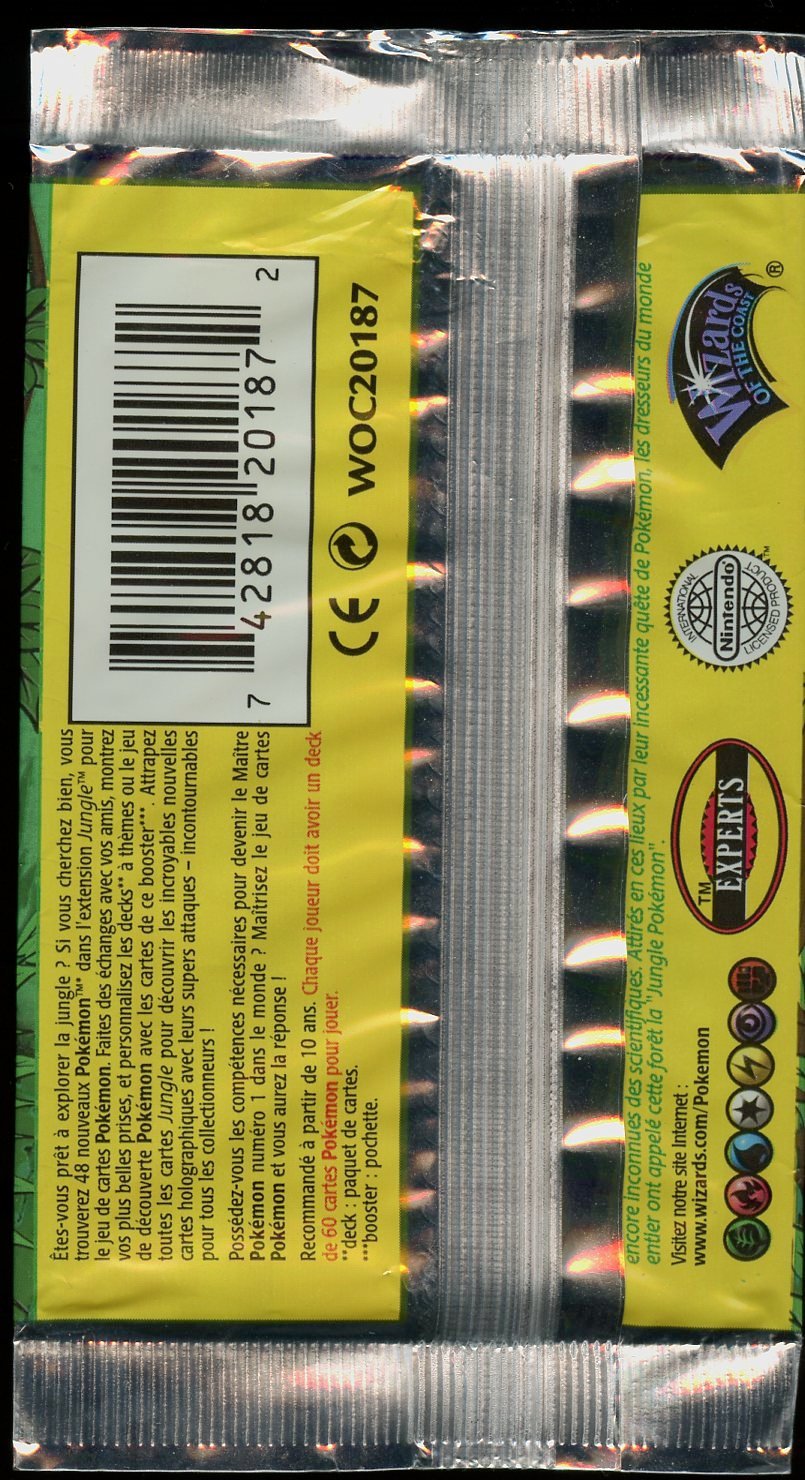 Êtes-vous prêt à explorer la jungle ? Si vous cherchez bien, vous
trouverez 48 nouveaux Pokémon™* dans l'extension Jungle™ pour
le jeu de cartes Pokémon. Faites des échanges avec vos amis, montrez
vos plus belles prises, et personnalisez les decks** à thèmes ou le jeu
de découverte Pokémon avec les cartes de ce booster***. Attrapez
toutes les cartes Jungle pour découvrir les incroyables nouvelles
cartes holographiques avec leurs supers attaques – incontournables
pour tous les collectionneurs !
Possédez-vous les compétences nécessaires pour devenir le Maître
Pokémon numéro 1 dans le monde ? Maîtrisez le jeu de cartes
Pokémon et vous aurez la réponse !
Recommandé à partir de 10 ans. Chaque joueur doit avoir un deck
de 60 cartes Pokémon pour jouer.
**deck : paquet de cartes.
***booster : pochette.
7 42818 20187 2
CE WOC20187
encore inconnues des scientifiques. Attirés en ces lieux par leur incessante quête de Pokémon, les dresseurs du monde
entier ont appelé cette forêt la "Jungle Pokémon".
Visitez notre site Internet :
www.wizards.com/Pokemon
TM
EXPERTS
INTERNATIONAL
Nintendo®
LICENSED PRODUCT™
Wizards
OF THE COAST
®